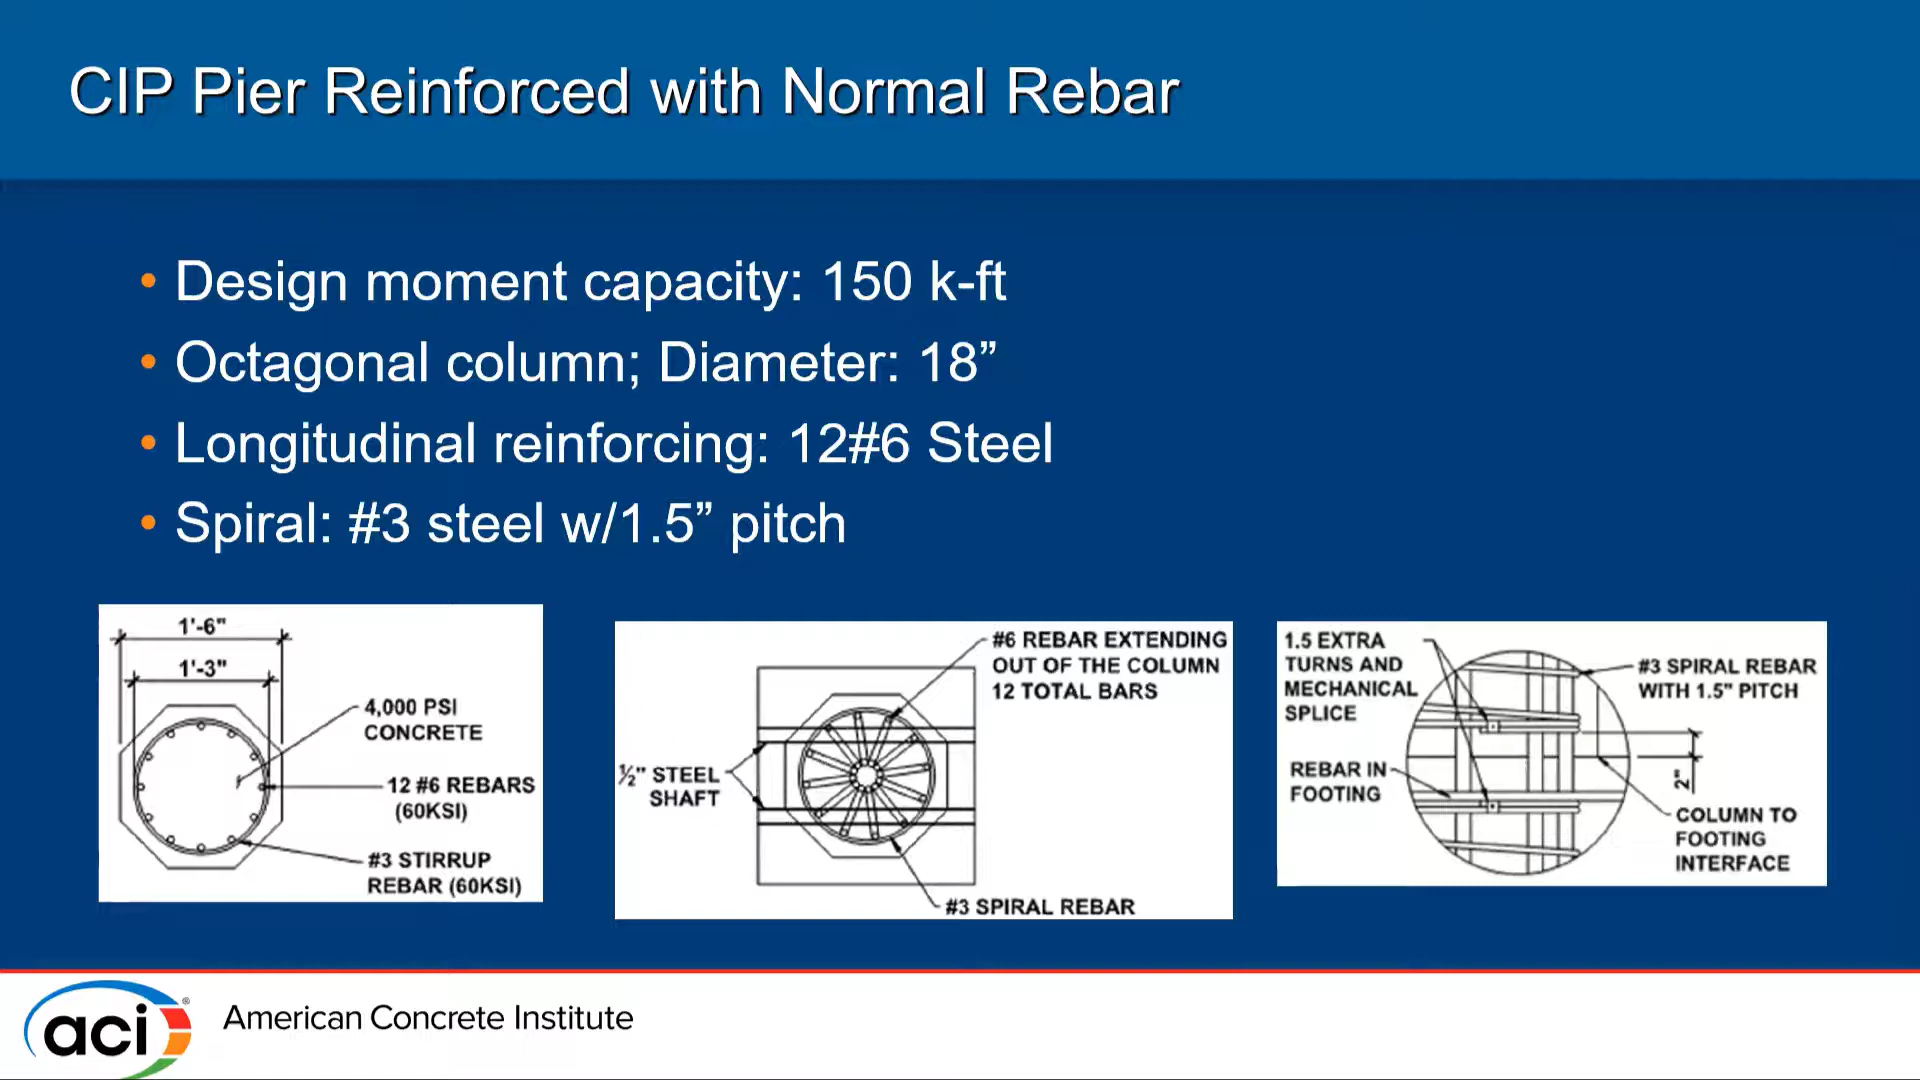 CIP Pier Reinforced with Normal Rebar
• Design moment capacity: 150 k-ft
• Octagonal column; Diameter: 18”
• Longitudinal reinforcing: 12#6 Steel
• Spiral: #3 steel w/1.5” pitch
1'-6"
1'-3"
4,000 PSI
CONCRETE
12 #6 REBARS
(60KSI)
#3 STIRRUP
REBAR (60KSI)
#6 REBAR EXTENDING
OUT OF THE COLUMN
12 TOTAL BARS
½" STEEL
SHAFT
#3 SPIRAL REBAR
1.5 EXTRA
TURNS AND
MECHANICAL
SPLICE
#3 SPIRAL REBAR
WITH 1.5" PITCH
REBAR IN
FOOTING
2"
COLUMN TO
FOOTING
INTERFACE
aci®
American Concrete Institute